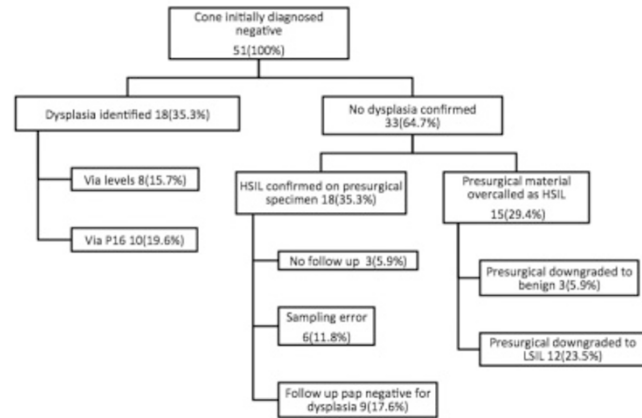 Cone initially diagnosed
negative
51(100%)
Dysplasia identified 18(35.3%)
No dysplasia confirmed
33(64.7%)
Via levels 8(15.7%)
Via P16 10(19.6%)
HSIL confirmed on presurgical
specimen 18(35.3%)
Presurgical material
overcalled as HSIL
15(29.4%)
No follow up 3(5.9%)
Sampling error
6(11.8%)
Follow up pap negative for
dysplasia 9(17.6%)
Presurgical downgraded to
benign 3(5.9%)
Presurgical downgraded to
LSIL 12(23.5%)